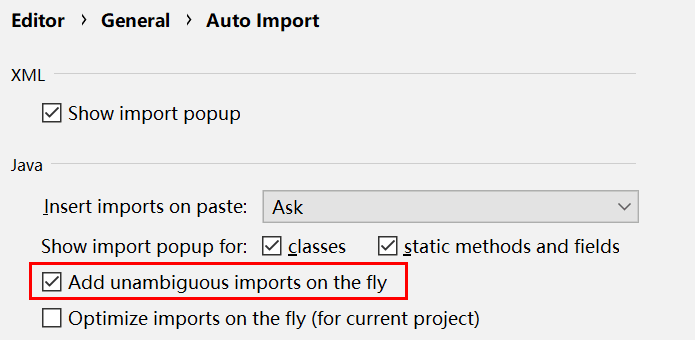 Editor › General › Auto Import
XML
Show import popup
Java
Insert imports on paste: Ask
Show import popup for: classes static methods and fields
Add unambiguous imports on the fly
Optimize imports on the fly (for current project)